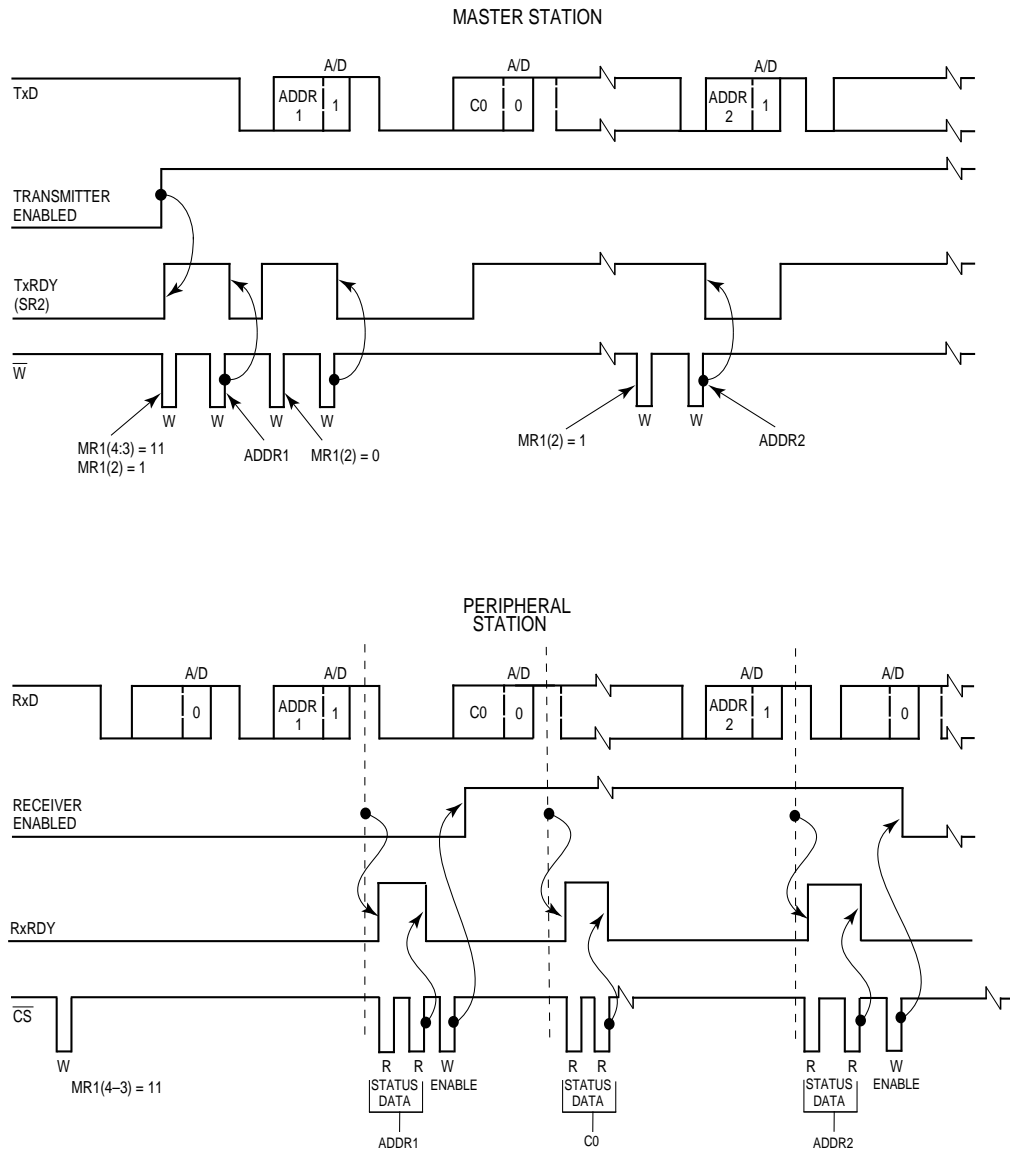 MASTER STATION
A/D A/D A/D
TxD
ADDR 1
1
C0
0
ADDR 2
1
TRANSMITTER
ENABLED
TxRDY
(SR2)
W
W W W W W W
MR1(4:3) = 11
MR1(2) = 1
ADDR1
MR1(2) = 0
MR1(2) = 1
ADDR2
PERIPHERAL
STATION
A/D A/D A/D A/D A/D
RxD
0
ADDR 1
1
C0
0
ADDR 2
1
0
RECEIVER
ENABLED
RxRDY
CS
W R R W R R R R W
MR1(4–3) = 11
STATUS
DATA
ENABLE
STATUS
DATA
STATUS
DATA
ENABLE
ADDR1
C0
ADDR2